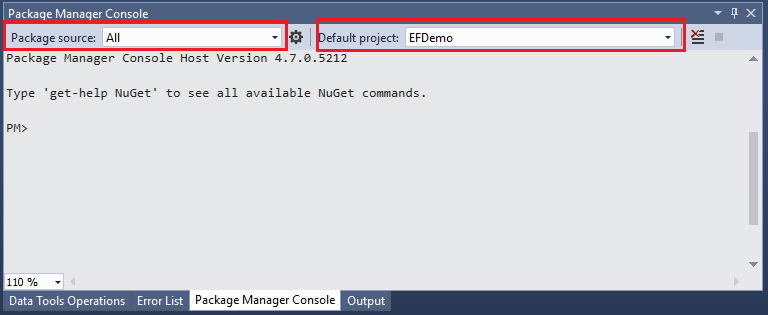 Package Manager Console
Package source: All Default project: EFDemo
Package Manager Console Host Version 4.7.0.5212
Type 'get-help NuGet' to see all available NuGet commands.
PM>
110 %
Data Tools Operations Error List Package Manager Console Output